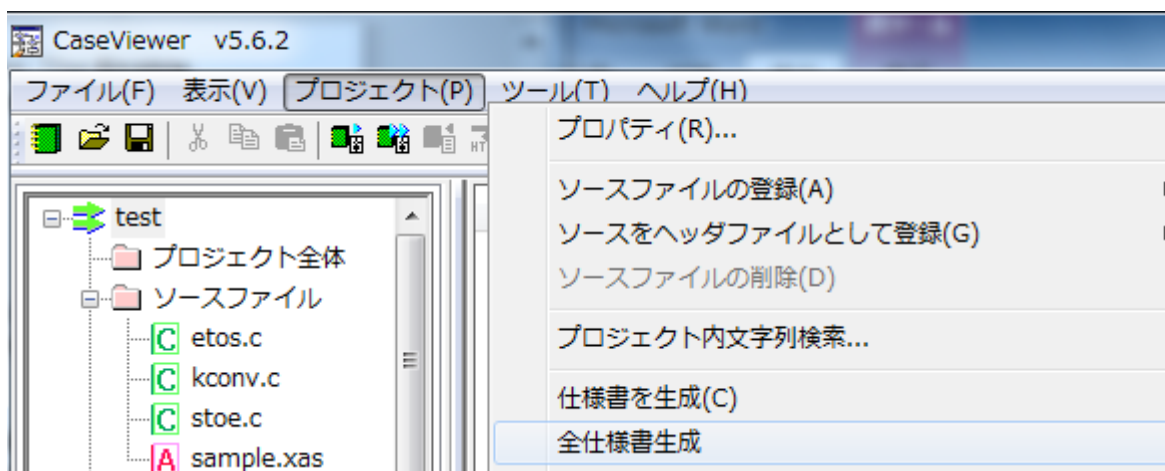 CaseViewer v5.6.2
ファイル(F) 表示(V) プロジェクト(P) ツール(T) ヘルプ(H)
プロパティ(R)...
ソースファイルの登録(A)
ソースをヘッダファイルとして登録(G)
ソースファイルの削除(D)
プロジェクト内文字列検索...
仕様書を生成(C)
全仕様書生成
test
プロジェクト全体
ソースファイル
etos.c
kconv.c
stoe.c
sample.xas